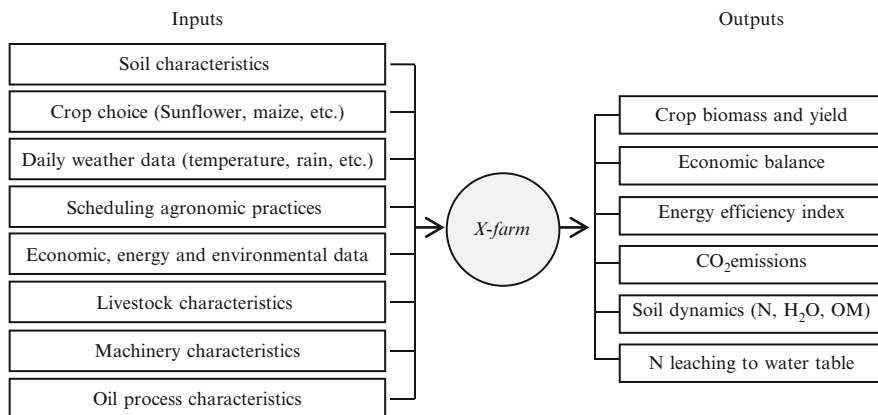 Inputs
Soil characteristics
Crop choice (Sunflower, maize, etc.)
Daily weather data (temperature, rain, etc.)
Scheduling agronomic practices
Economic, energy and environmental data
Livestock characteristics
Machinery characteristics
Oil process characteristics
X-farm
Outputs
Crop biomass and yield
Economic balance
Energy efficiency index
CO₂emissions
Soil dynamics (N, H₂O, OM)
N leaching to water table